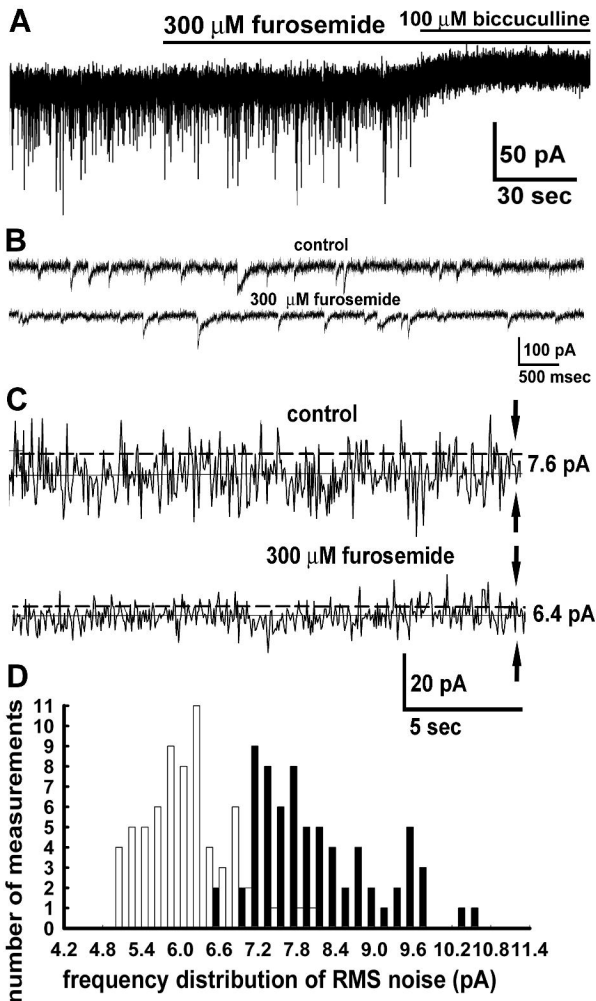 A
300 μM furosemide
100 μM biccuculline
50 pA
30 sec
B
control
300 μM furosemide
100 pA
500 msec
C
control
7.6 pA
300 μM furosemide
6.4 pA
20 pA
5 sec
D
number of measurements
11
10
9
8
7
6
5
4
3
2
1
0
4.2 4.8 5.4 6.0 6.6 7.2 7.8 8.4 9.0 9.6 10.2 10.8 11.4
frequency distribution of RMS noise (pA)